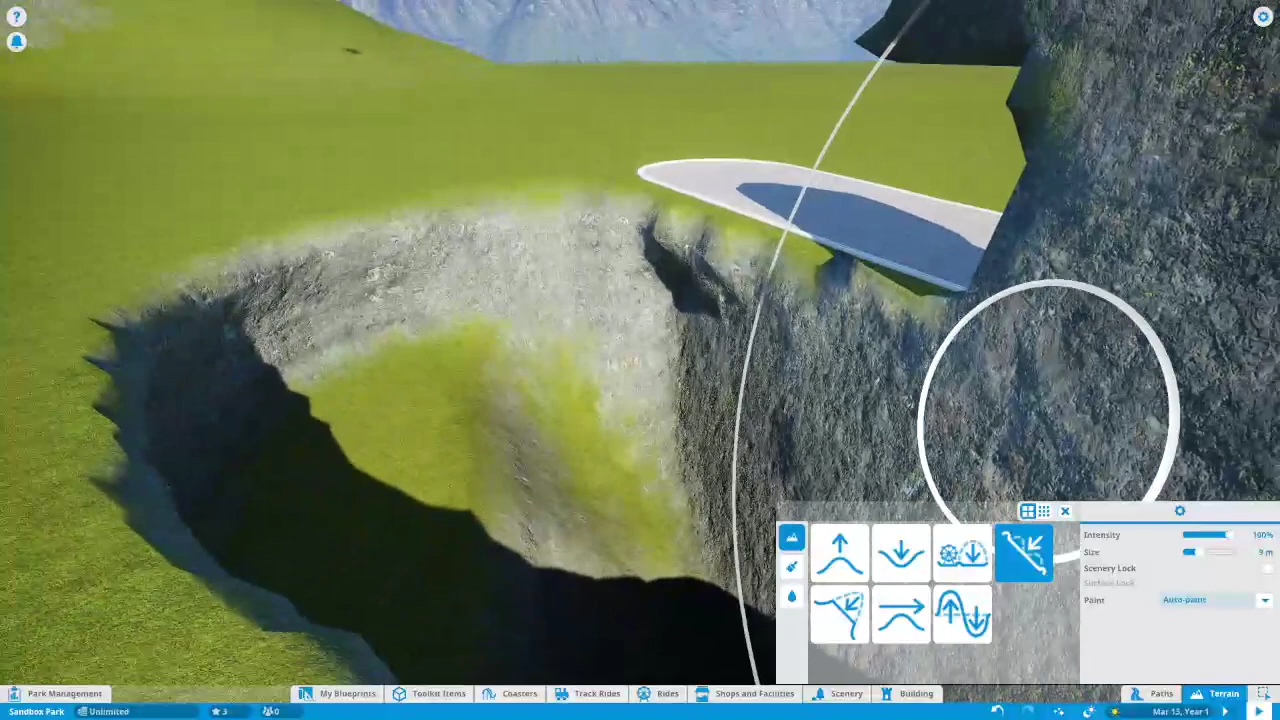 ?
Intensity 100%
Size 9 m
Scenery Lock
Surface Lock
Paint Auto-paint
Park Management My Blueprints Toolkit Items Coasters Track Rides Rides Shops and Facilities Scenery Building Paths Terrain
Sandbox Park Unlimited 3 0 Mar 13, Year 1